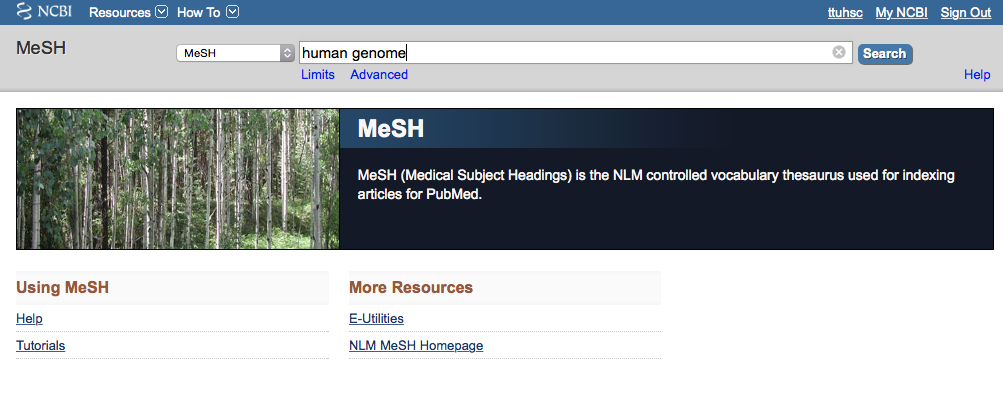 NCBI Resources How To ttuhsc My NCBI Sign Out
MeSH MeSH human genome Search
Limits Advanced Help
MeSH
MeSH (Medical Subject Headings) is the NLM controlled vocabulary thesaurus used for indexing
articles for PubMed.
Using MeSH
Help
Tutorials
More Resources
E-Utilities
NLM MeSH Homepage